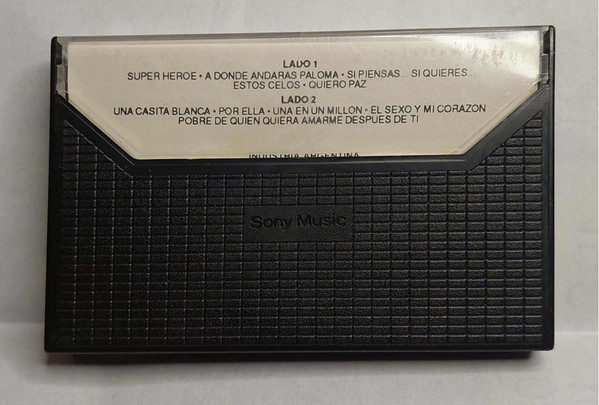 LADO 1
SUPER HEROE • A DONDE ANDARAS PALOMA • SI PIENSAS... SI QUIERES...
ESTOS CELOS • QUIERO PAZ
LADO 2
UNA CASITA BLANCA • POR ELLA • UNA EN UN MILLON • EL SEXO Y MI CORAZON
POBRE DE QUIEN QUIERA AMARME DESPUES DE TI
INDUSTRIA ARGENTINA
Sony Music